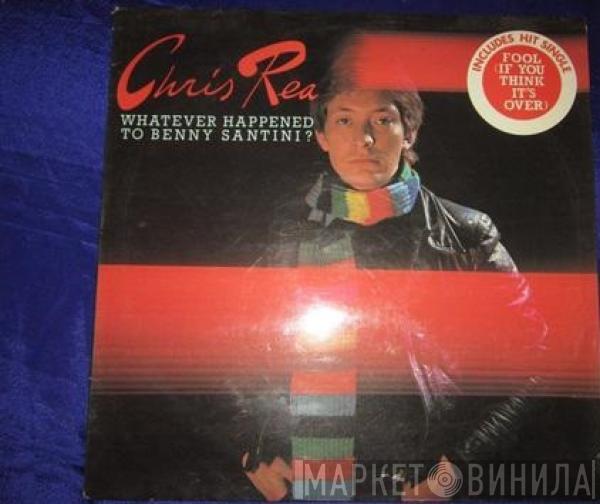 Chris Rea
WHATEVER HAPPENED
TO BENNY SANTINI?
INCLUDES HIT SINGLE
FOOL
(IF YOU
THINK
IT'S
OVER)
МАРКЕТ ВИНИЛА